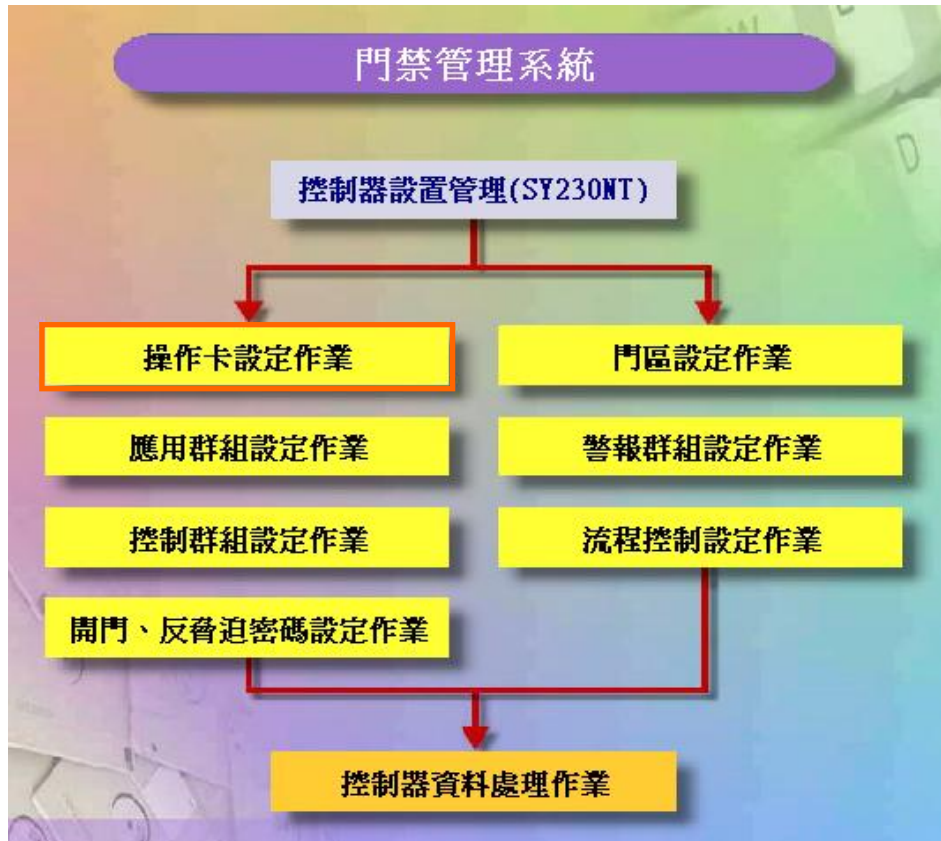 門禁管理系統
控制器設置管理(SY230NT)
操作卡設定作業
門區設定作業
應用群組設定作業
警報群組設定作業
控制群組設定作業
流程控制設定作業
開門、反脅迫密碼設定作業
控制器資料處理作業